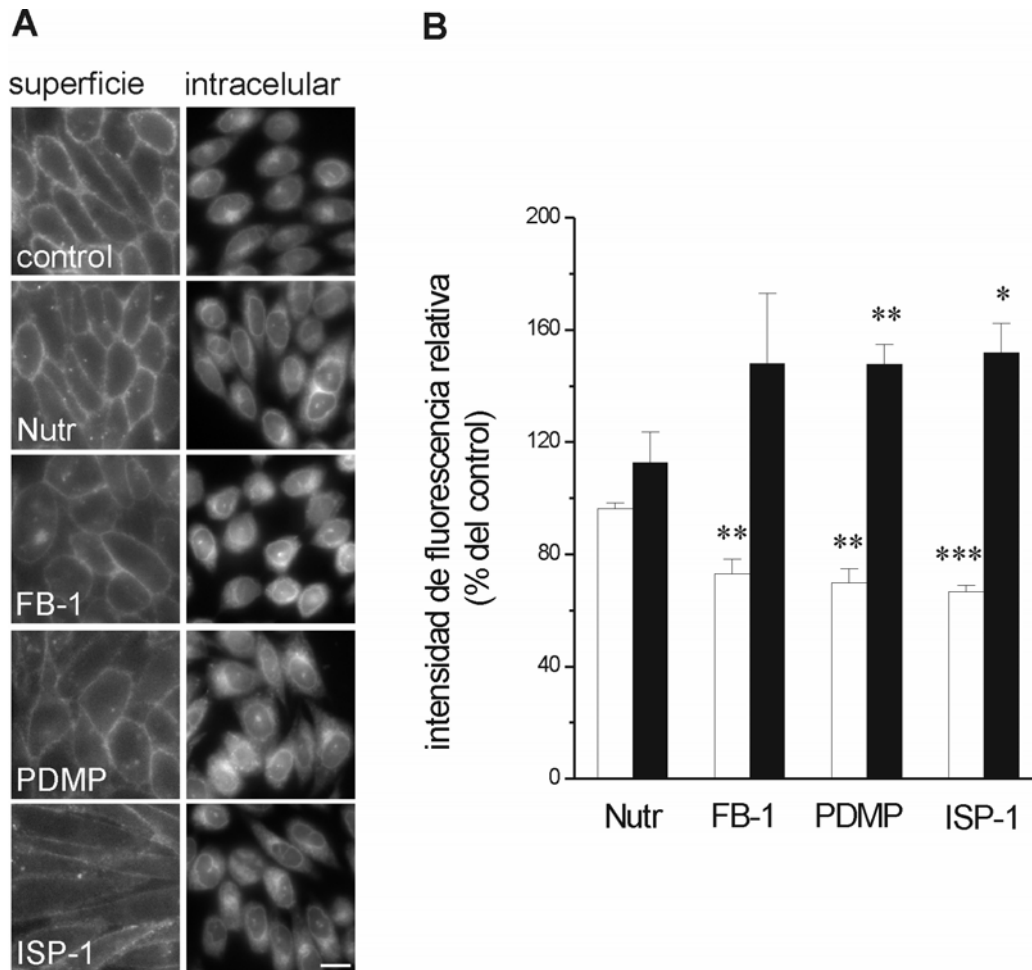 A
superficie intracelular
control
Nutr
FB-1
PDMP
ISP-1
B
intensidad de fluorescencia relativa
(% del control)
200
160
120
80
40
0
**
**
***
**
*
Nutr FB-1 PDMP ISP-1